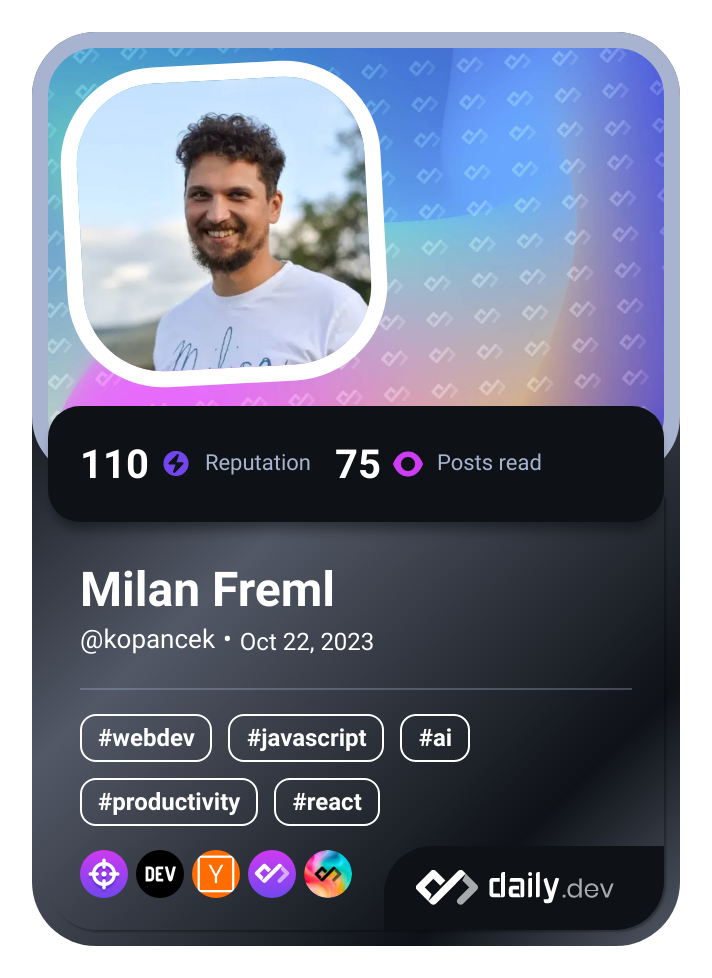 110 Reputation 75 Posts read
Milan Freml
@kopancek • Oct 22, 2023
#webdev #javascript #ai
#productivity #react
DEV Y daily.dev